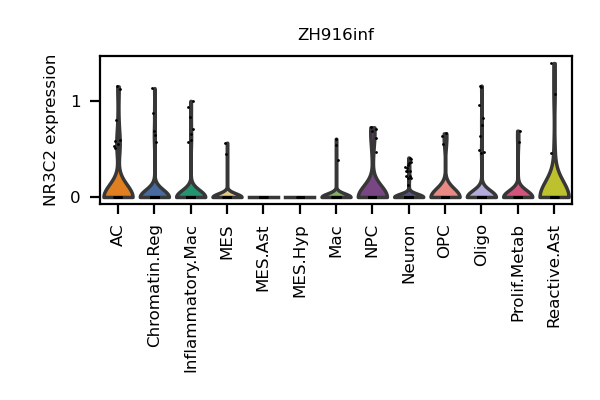 ZH916inf
NR3C2 expression
1
0
AC
Chromatin.Reg
Inflammatory.Mac
MES
MES.Ast
MES.Hyp
Mac
NPC
Neuron
OPC
Oligo
Prolif.Metab
Reactive.Ast